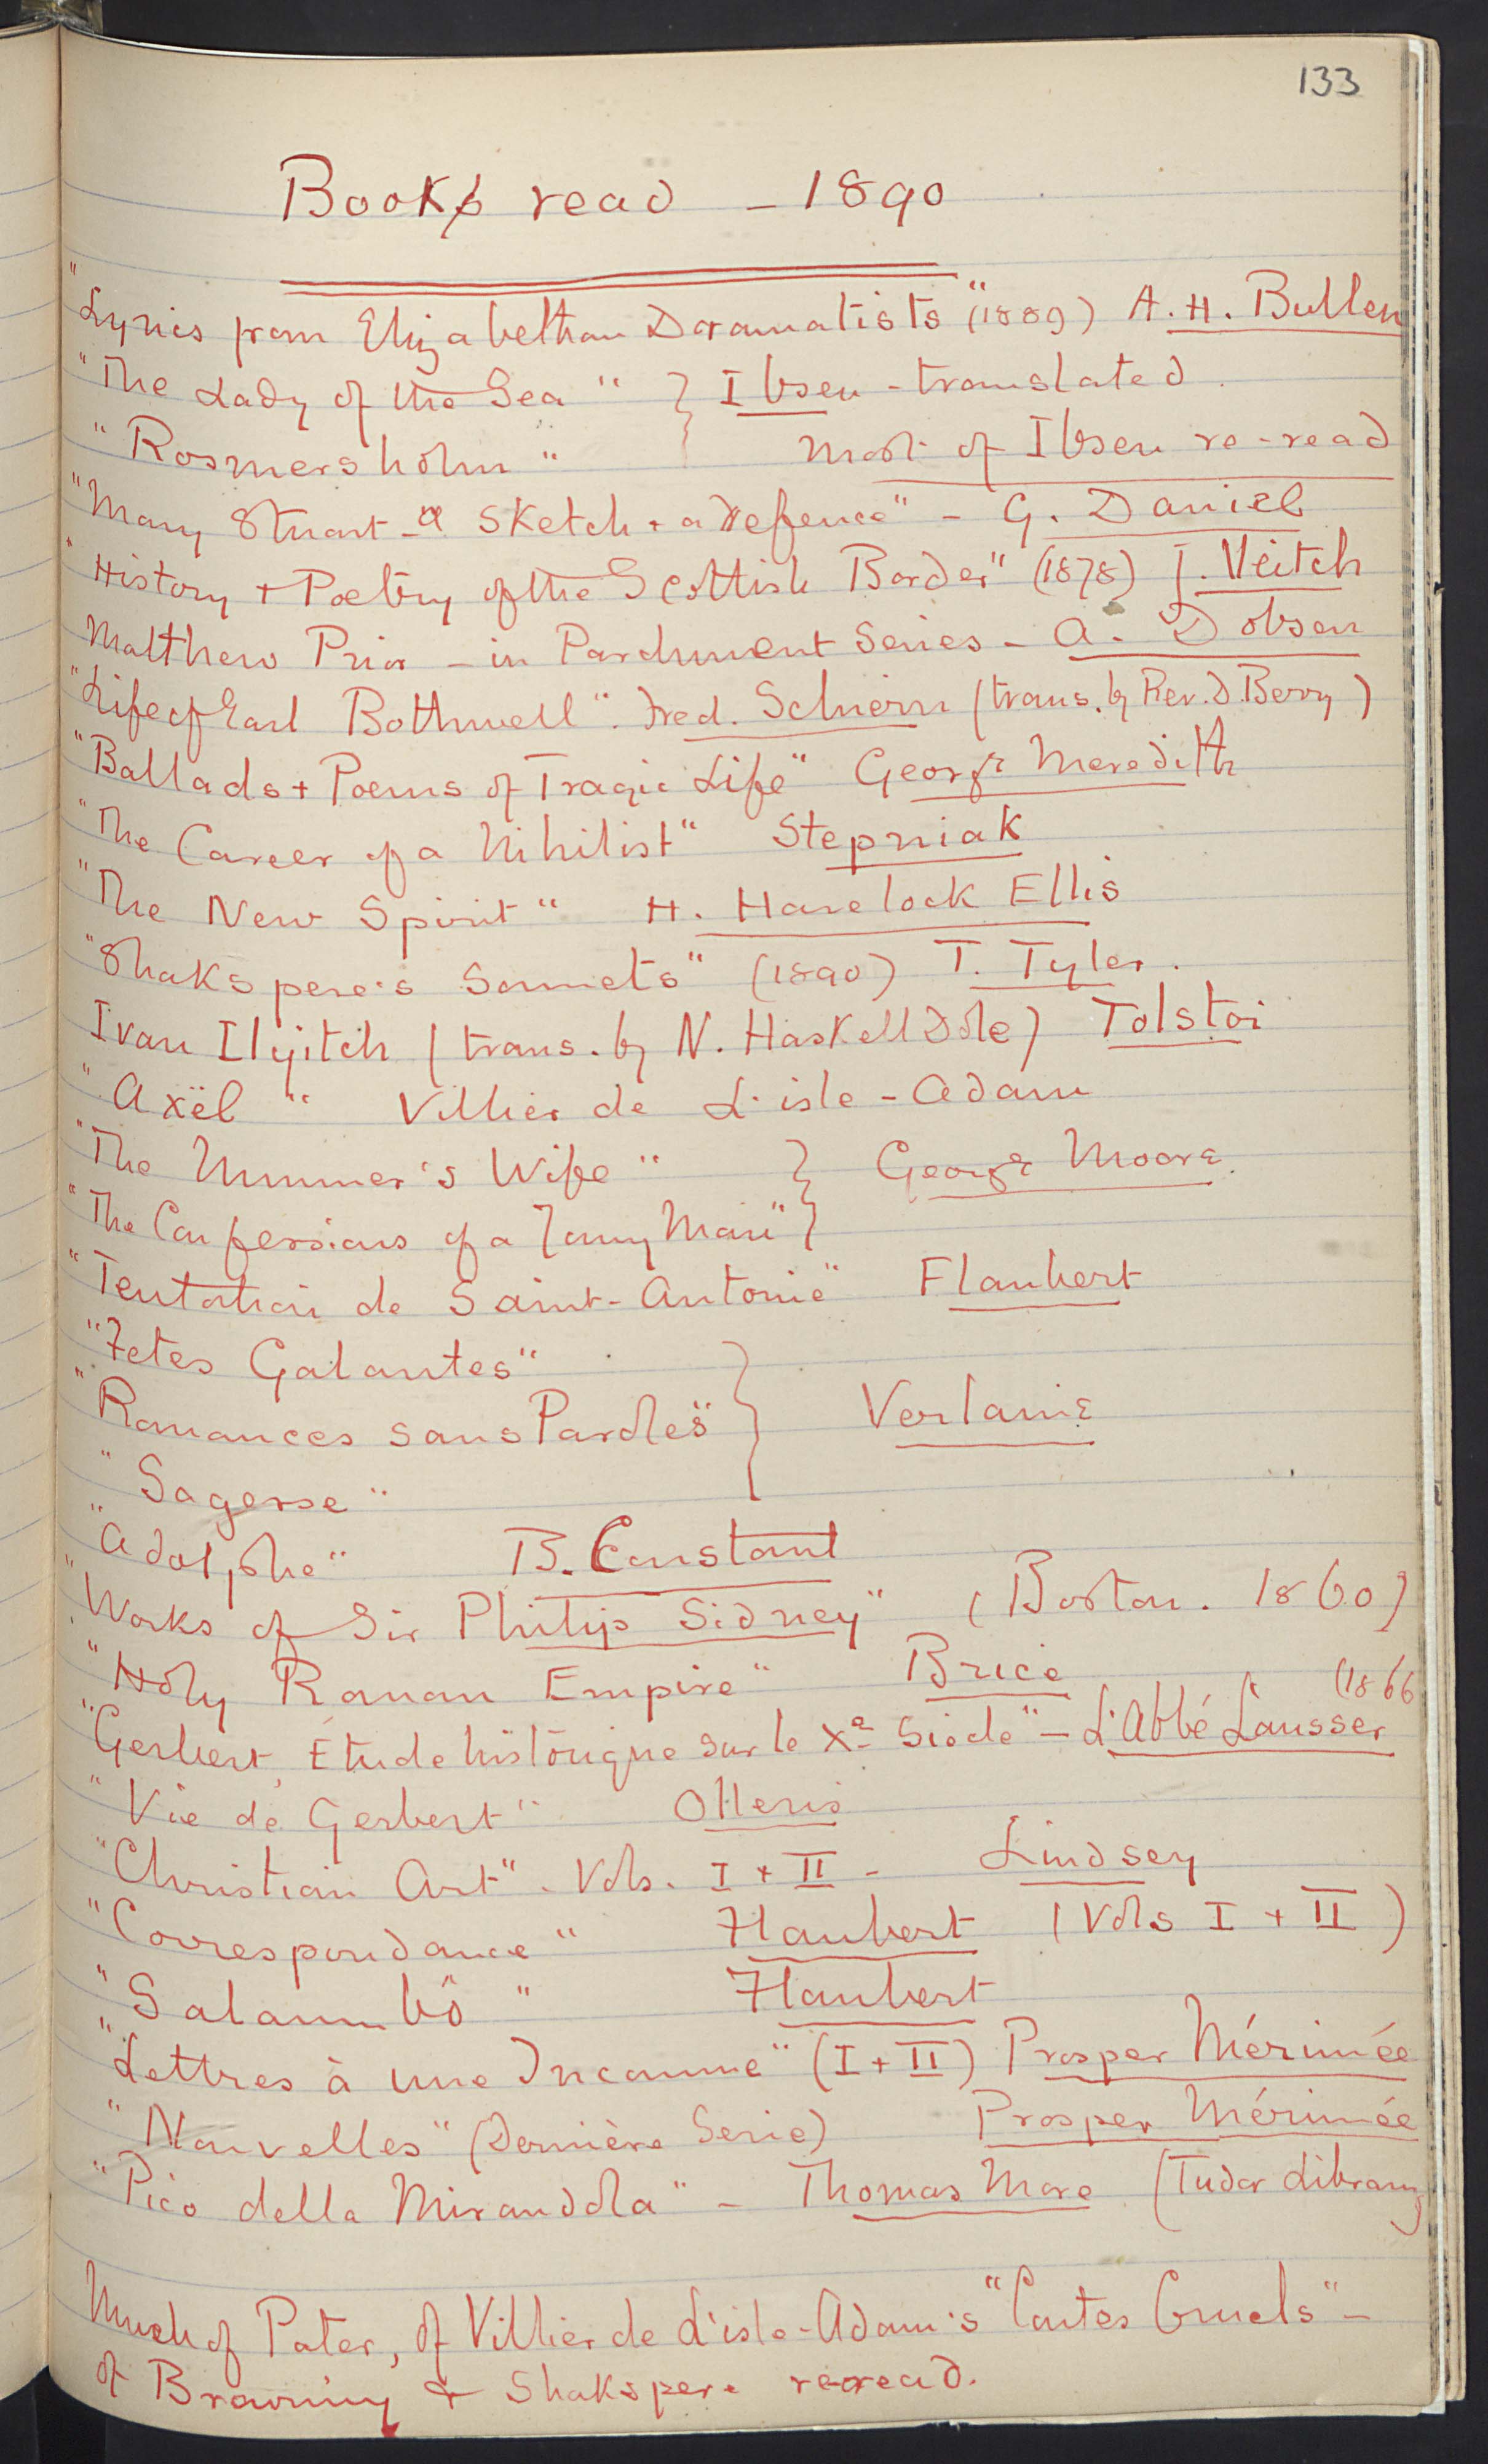 133
Books read - 1890
"Lyrics from Elizabethan Dramatists" (1889) A. H. Bullen
"The Lady of the Sea" } Ibsen - translated.
"Rosmersholm" most of Ibsen re-read
"Mary Stuart - a sketch + a defence" - G. Daniel
"History + Poetry of the Scottish Border" (1878) J. Veitch
Matthew Prior - in Parchment Series - A. Dobson
"Life of Earl Bothwell". Fred. Schiern (trans. by Rev. D. Berry)
"Ballads + Poems of Tragic Life" George Meredith
"The Career of a Nihilist" Stepniak
"The New Spirit" H. Havelock Ellis
"Shakspere's Sonnets" (1890) T. Tyler.
Ivan Ilyitch (trans. by N. Haskell Dole) Tolstoi
"Axël" Villier de L'isle-Adam
"The Mummer's Wife" } George Moore.
"The Confessions of a Young Man" }
"Tentation de Saint-Antoine" Flaubert
"Fetes Galantes"
"Romances sans Paroles" } Verlaine
"Sagesse"
"Adolphe" B. Constant
"Works of Sir Philip Sidney" (Boston. 1860)
"Holy Roman Empire" Brice
(1866
"Gerbert, Étude historique sur le Xe Siècle" - L'Abbé Lausser
"Vie de Gerbert" Olleris
"Christian Art". Vols. I + II - Lindsey
"Correspondance" Flaubert (Vols I + II)
"Salammbô" Flaubert
"Lettres à une Inconnue" (I + II) Prosper Mérimée
"Nouvelles" (Dernière Serie) Prosper Mérimée
"Pico della Mirandola" - Thomas More (Tudor Library)
Much of Pater, of Villier de L'isle-Adam's "Contes Cruels" -
of Browning & Shakspere reread.